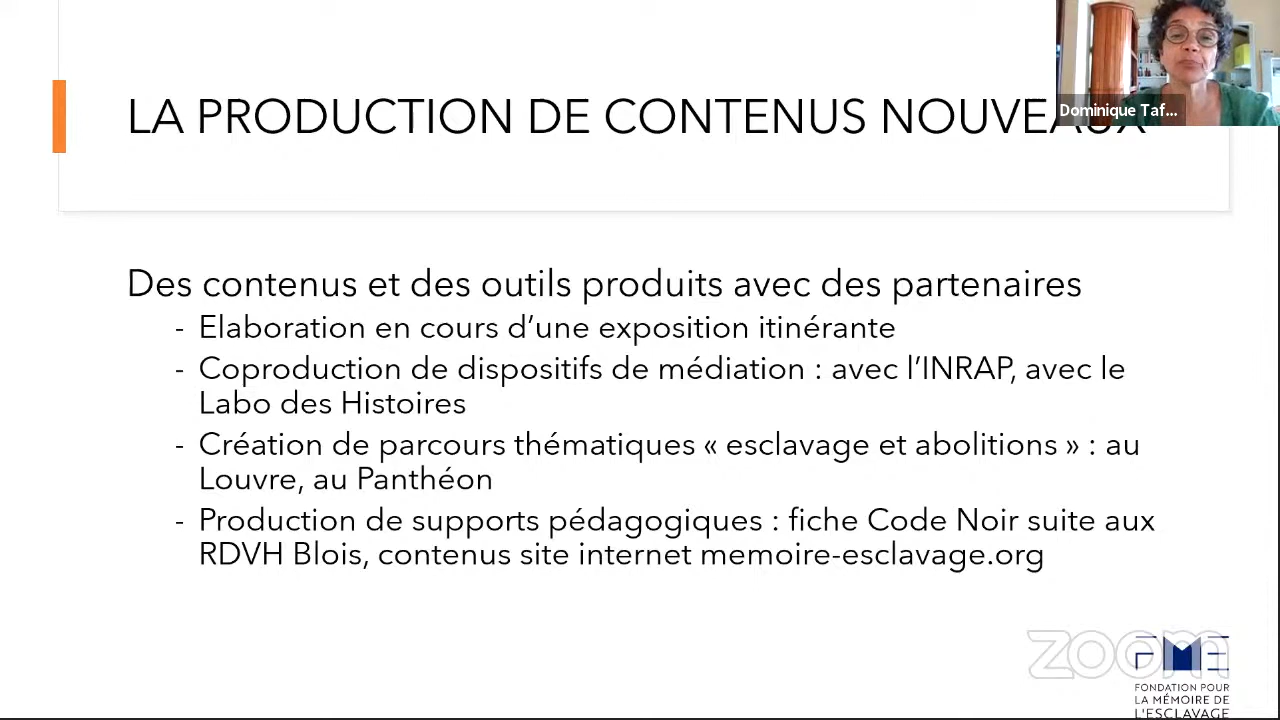 LA PRODUCTION DE CONTENUS NOUVEAUX
Dominique Taf...
Des contenus et des outils produits avec des partenaires
- Elaboration en cours d’une exposition itinérante
- Coproduction de dispositifs de médiation : avec l’INRAP, avec le
Labo des Histoires
- Création de parcours thématiques « esclavage et abolitions » : au
Louvre, au Panthéon
- Production de supports pédagogiques : fiche Code Noir suite aux
RDVH Blois, contenus site internet memoire-esclavage.org
zoom
FME
FONDATION POUR
LA MÉMOIRE DE
L'ESCLAVAGE